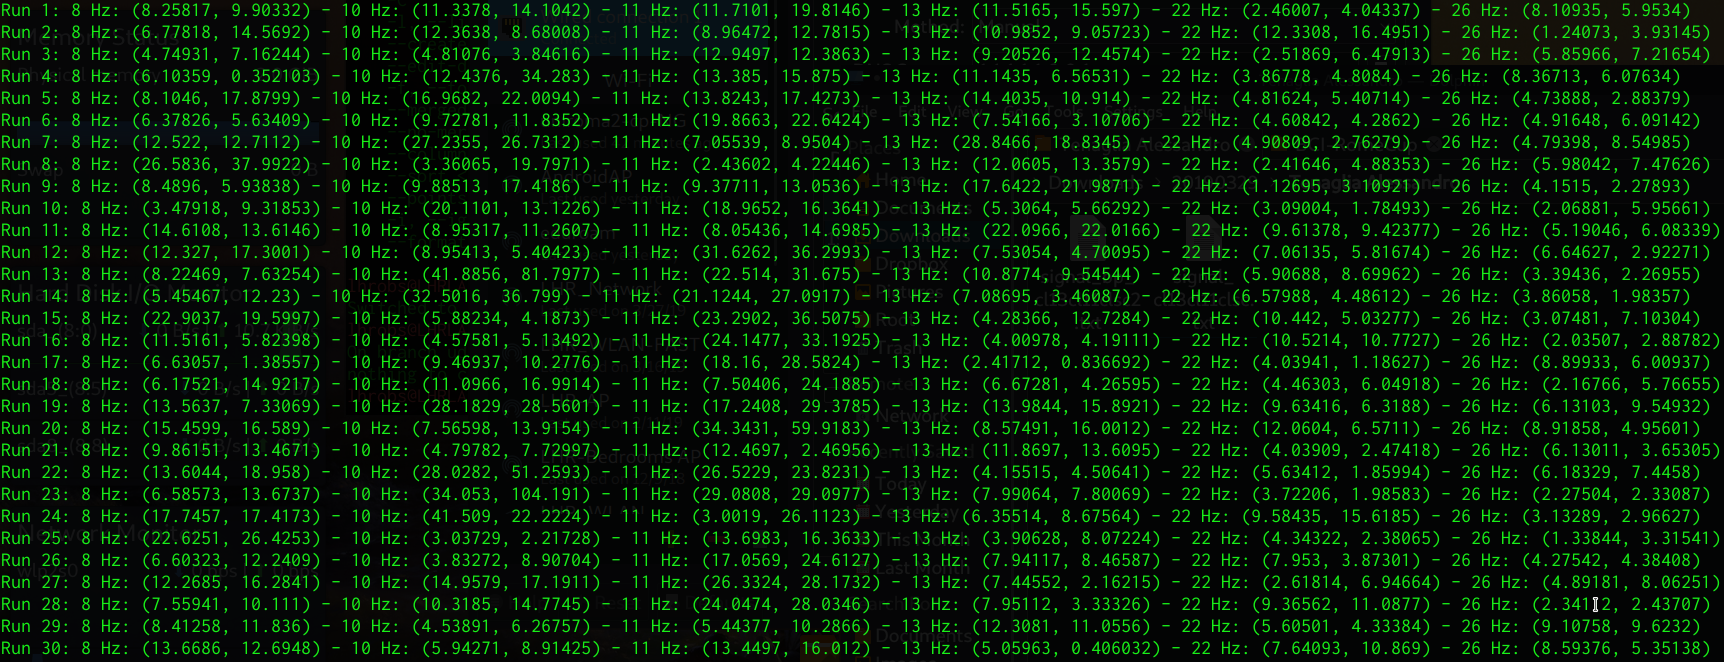 Run 1: 8 Hz: (8.25817, 9.90332) - 10 Hz: (11.3378, 14.1042) - 11 Hz: (11.7101, 19.8146) - 13 Hz: (11.5165, 15.597) - 22 Hz: (2.46007, 4.04337) - 26 Hz: (8.10935, 5.9534)
Run 2: 8 Hz: (6.77818, 14.5692) - 10 Hz: (12.3638, 8.68008) - 11 Hz: (8.96472, 12.7815) - 13 Hz: (10.9852, 9.05723) - 22 Hz: (12.3308, 16.4951) - 26 Hz: (1.24073, 3.93145)
Run 3: 8 Hz: (4.74931, 7.16244) - 10 Hz: (4.81076, 3.84616) - 11 Hz: (12.9497, 12.3863) - 13 Hz: (9.20526, 12.4574) - 22 Hz: (2.51869, 6.47913) - 26 Hz: (5.85966, 7.21654)
Run 4: 8 Hz: (6.10359, 0.352103) - 10 Hz: (12.4376, 34.283) - 11 Hz: (13.385, 15.875) - 13 Hz: (11.1435, 6.56531) - 22 Hz: (3.86778, 4.8084) - 26 Hz: (8.36713, 6.07634)
Run 5: 8 Hz: (8.1046, 17.8799) - 10 Hz: (16.9682, 22.0094) - 11 Hz: (13.8243, 17.4273) - 13 Hz: (14.4035, 10.914) - 22 Hz: (4.81624, 5.40714) - 26 Hz: (4.73888, 2.88379)
Run 6: 8 Hz: (6.37826, 5.63409) - 10 Hz: (9.72781, 11.8352) - 11 Hz: (19.8663, 22.6424) - 13 Hz: (7.54166, 3.10706) - 22 Hz: (4.60842, 4.2862) - 26 Hz: (4.91648, 6.09142)
Run 7: 8 Hz: (12.522, 12.7112) - 10 Hz: (27.2355, 26.7312) - 11 Hz: (7.05539, 8.9504) - 13 Hz: (28.8466, 18.8345) - 22 Hz: (4.90809, 2.76279) - 26 Hz: (4.79398, 8.54985)
Run 8: 8 Hz: (26.5836, 37.9922) - 10 Hz: (3.36065, 19.7971) - 11 Hz: (2.43602, 4.22446) - 13 Hz: (12.0605, 13.3579) - 22 Hz: (2.41646, 4.88353) - 26 Hz: (5.98042, 7.47626)
Run 9: 8 Hz: (8.4896, 5.93838) - 10 Hz: (9.88513, 17.4186) - 11 Hz: (9.37711, 13.0536) - 13 Hz: (17.6422, 21.9871) - 22 Hz: (1.12695, 3.10993) - 26 Hz: (4.1515, 2.27893)
Run 10: 8 Hz: (3.47918, 9.31853) - 10 Hz: (20.1101, 13.1226) - 11 Hz: (18.9652, 16.3641) - 13 Hz: (5.3064, 5.66292) - 22 Hz: (3.09004, 1.78493) - 26 Hz: (2.06881, 5.95661)
Run 11: 8 Hz: (14.6108, 13.6146) - 10 Hz: (8.95317, 11.2607) - 11 Hz: (8.05436, 14.6985) - 13 Hz: (22.0966, 22.0166) - 22 Hz: (9.61378, 9.42377) - 26 Hz: (5.19046, 6.08339)
Run 12: 8 Hz: (12.327, 17.3001) - 10 Hz: (8.95413, 5.40423) - 11 Hz: (31.6262, 36.2993) - 13 Hz: (7.53054, 4.70095) - 22 Hz: (7.06135, 5.81674) - 26 Hz: (6.64627, 2.92271)
Run 13: 8 Hz: (8.22469, 7.63254) - 10 Hz: (41.8856, 81.7977) - 11 Hz: (22.514, 31.675) - 13 Hz: (10.8774, 9.54544) - 22 Hz: (5.90688, 8.69962) - 26 Hz: (3.39436, 2.26955)
Run 14: 8 Hz: (5.45467, 12.23) - 10 Hz: (32.5016, 36.799) - 11 Hz: (21.1244, 27.0917) - 13 Hz: (7.08695, 3.46087) - 22 Hz: (6.57988, 4.48612) - 26 Hz: (3.86058, 1.98357)
Run 15: 8 Hz: (22.9037, 19.5997) - 10 Hz: (5.88234, 4.1873) - 11 Hz: (23.2902, 36.5075) - 13 Hz: (4.28366, 12.7284) - 22 Hz: (10.442, 5.03277) - 26 Hz: (3.07481, 7.10304)
Run 16: 8 Hz: (11.5161, 5.82398) - 10 Hz: (4.57581, 5.13492) - 11 Hz: (24.1477, 33.1925) - 13 Hz: (4.00978, 4.19111) - 22 Hz: (10.5214, 10.7727) - 26 Hz: (2.03507, 2.88782)
Run 17: 8 Hz: (6.63057, 1.38557) - 10 Hz: (9.46937, 10.2776) - 11 Hz: (18.16, 28.5824) - 13 Hz: (2.41712, 0.836692) - 22 Hz: (4.03941, 1.18627) - 26 Hz: (8.89933, 6.00937)
Run 18: 8 Hz: (6.17521, 14.9217) - 10 Hz: (11.0966, 16.9914) - 11 Hz: (7.50406, 24.1885) - 13 Hz: (6.67281, 4.26595) - 22 Hz: (4.46303, 6.04918) - 26 Hz: (2.16766, 5.76655)
Run 19: 8 Hz: (13.5637, 7.33069) - 10 Hz: (28.1829, 28.5601) - 11 Hz: (17.2408, 29.3785) - 13 Hz: (13.9844, 15.8921) - 22 Hz: (9.63416, 6.3188) - 26 Hz: (6.13103, 9.54932)
Run 20: 8 Hz: (15.4599, 16.589) - 10 Hz: (7.56598, 13.9154) - 11 Hz: (34.3431, 59.9183) - 13 Hz: (8.57491, 16.0012) - 22 Hz: (12.0604, 6.5711) - 26 Hz: (8.91858, 4.95601)
Run 21: 8 Hz: (9.86151, 13.4671) - 10 Hz: (4.79782, 7.72997) - 11 Hz: (12.4697, 2.46956) - 13 Hz: (11.8697, 13.6095) - 22 Hz: (4.03909, 2.47418) - 26 Hz: (6.13011, 3.65305)
Run 22: 8 Hz: (13.6044, 18.958) - 10 Hz: (28.0282, 51.2593) - 11 Hz: (26.5229, 23.8231) - 13 Hz: (4.15515, 4.50641) - 22 Hz: (5.63412, 1.85994) - 26 Hz: (6.18329, 7.4458)
Run 23: 8 Hz: (6.58573, 13.6737) - 10 Hz: (34.053, 104.191) - 11 Hz: (29.0808, 29.0977) - 13 Hz: (7.99064, 7.80069) - 22 Hz: (3.72206, 1.98583) - 26 Hz: (2.27504, 2.33087)
Run 24: 8 Hz: (17.7457, 17.4173) - 10 Hz: (41.509, 22.2224) - 11 Hz: (3.0019, 26.1123) - 13 Hz: (6.35514, 8.67564) - 22 Hz: (9.58435, 15.6185) - 26 Hz: (3.13289, 2.96627)
Run 25: 8 Hz: (22.6251, 26.4253) - 10 Hz: (3.03729, 2.21728) - 11 Hz: (13.6983, 16.3633) - 13 Hz: (3.90628, 8.07224) - 22 Hz: (4.34322, 2.38065) - 26 Hz: (1.33844, 3.31541)
Run 26: 8 Hz: (6.60323, 12.2409) - 10 Hz: (3.83272, 8.90704) - 11 Hz: (17.0569, 24.6127) - 13 Hz: (7.94117, 8.46587) - 22 Hz: (7.953, 3.87301) - 26 Hz: (4.27542, 4.38408)
Run 27: 8 Hz: (12.2685, 16.2841) - 10 Hz: (14.9579, 17.1911) - 11 Hz: (26.3324, 28.1732) - 13 Hz: (7.44552, 2.16215) - 22 Hz: (2.61814, 6.94664) - 26 Hz: (4.89181, 8.06251)
Run 28: 8 Hz: (7.55941, 10.111) - 10 Hz: (10.3185, 14.7745) - 11 Hz: (24.0474, 28.0346) - 13 Hz: (7.95112, 3.33326) - 22 Hz: (9.36562, 11.0877) - 26 Hz: 2.43707)
Run 29: 8 Hz: (8.41258, 11.836) - 10 Hz: (4.53891, 6.26757) - 11 Hz: (5.44377, 10.2866) - 13 Hz: (12.3081, 11.0556) - 22 Hz: (5.60501, 4.33384) - 26 Hz: (9.10758, 9.6232)
Run 30: 8 Hz: (13.6686, 12.6948) - 10 Hz: (5.94271, 8.91425) - 11 Hz: (13.4497, 16.012) - 13 Hz: (5.05963, 0.406032) - 22 Hz: (7.64093, 10.869) - 26 Hz: (8.59376, 5.35138)